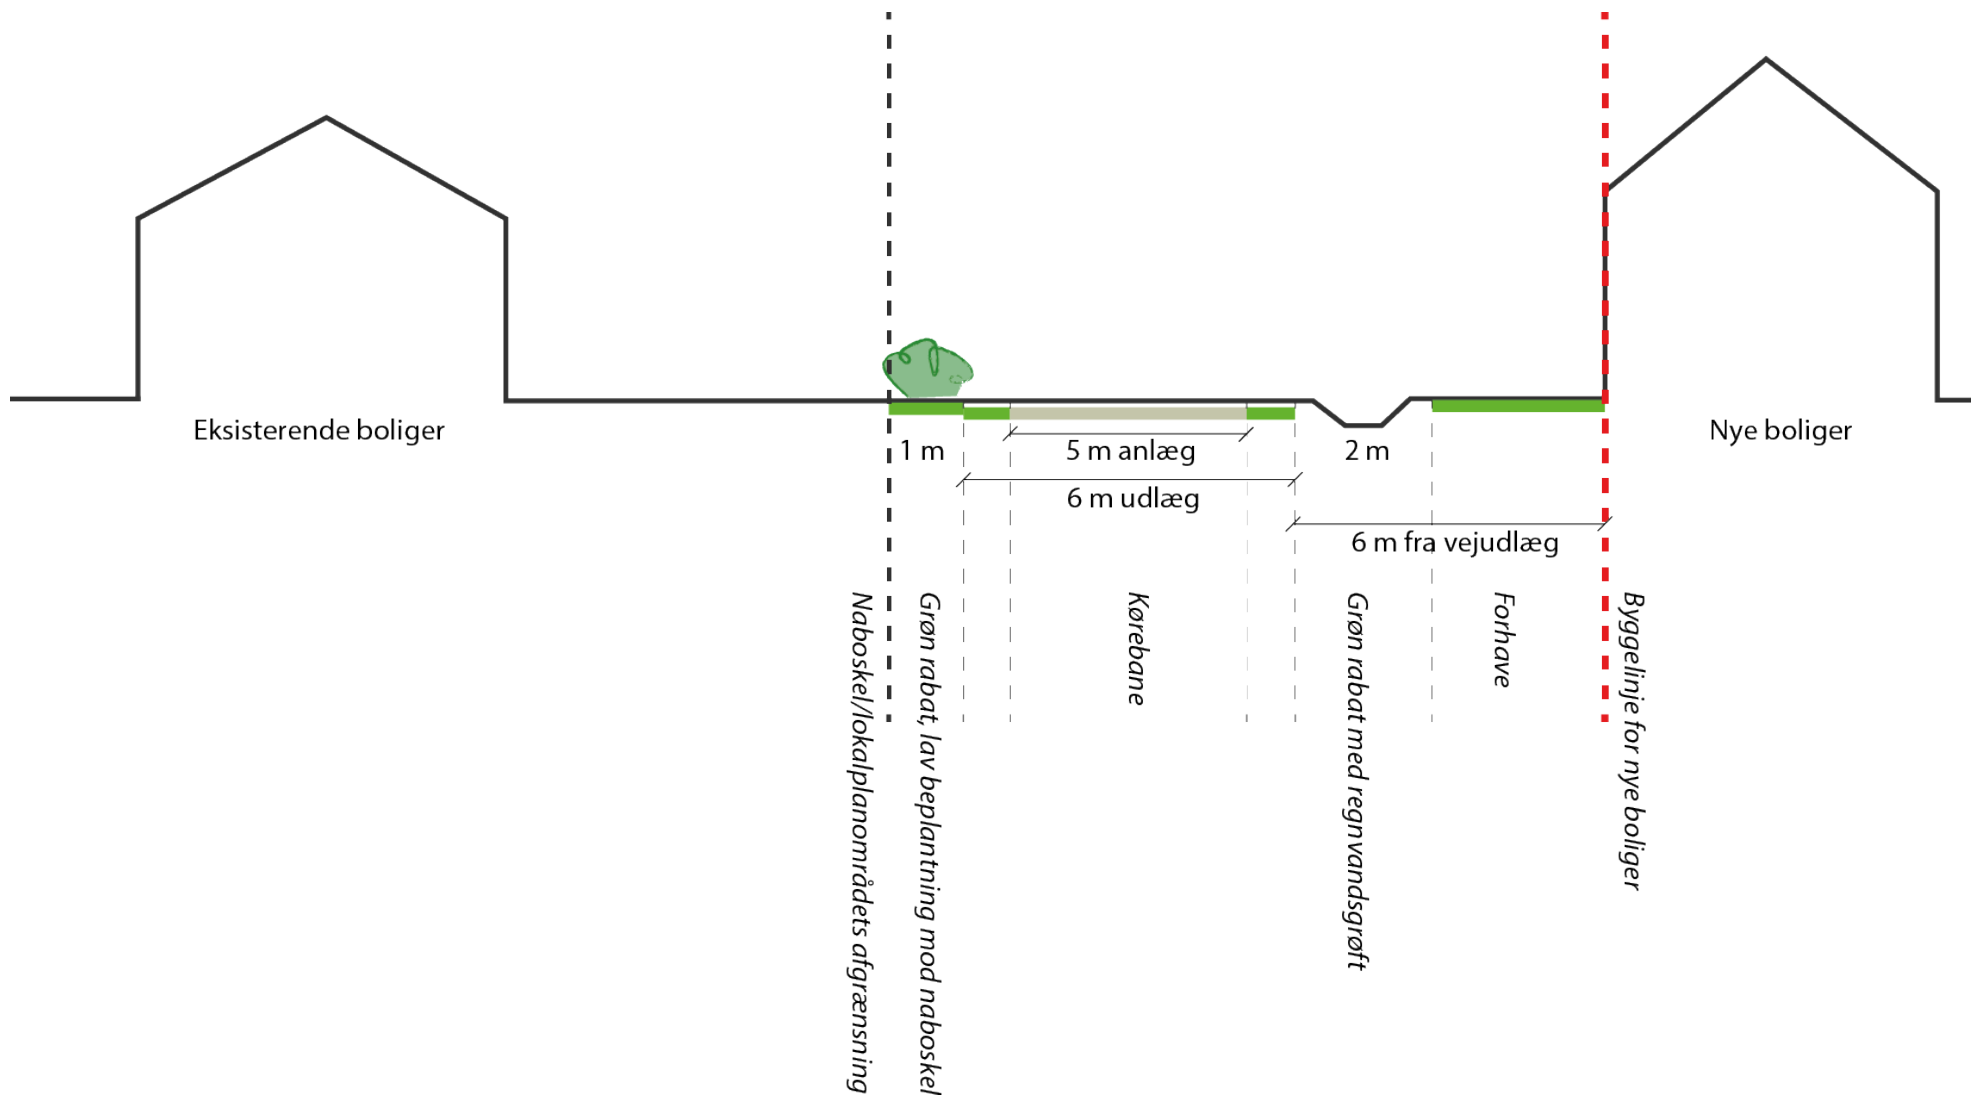 Eksisterende boliger
Nye boliger
1 m
5 m anlæg
2 m
6 m udlæg
6 m fra vejudlæg
Naboskel/lokalplanområdets afgrænsning
Grøn rabat, lav beplantning mod naboskel
Kørebane
Grøn rabat med regnvandsgrøft
Forhave
Byggelinje for nye boliger